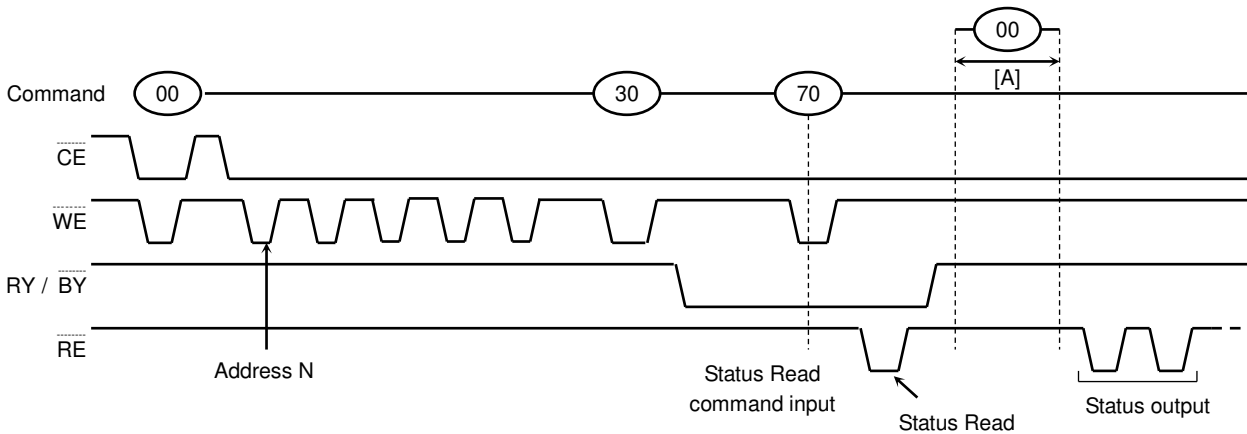 00
[A]
Command 00 30 70
CE
WE
RY / BY
RE
Address N
Status Read
command input
Status Read
Status output